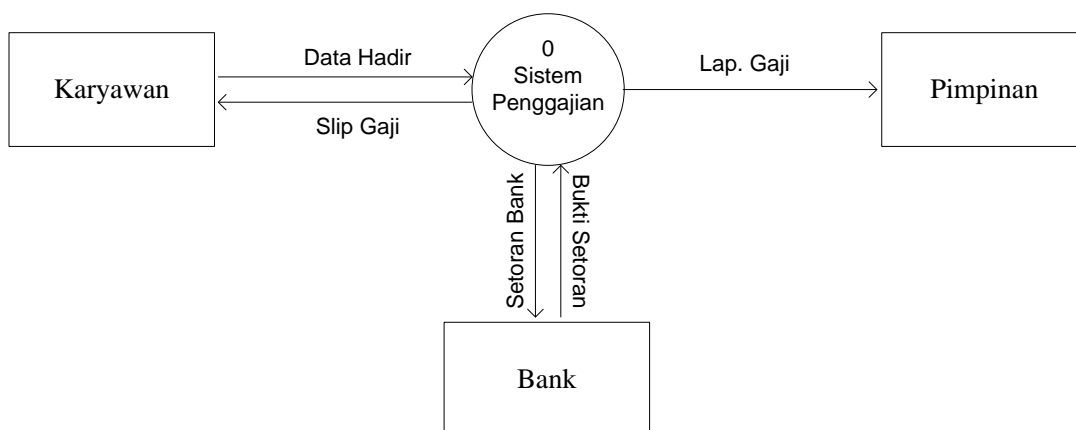 Karyawan
Data Hadir
Slip Gaji
0
Sistem
Penggajian
Lap. Gaji
Pimpinan
Setoran Bank
Bukti Setoran
Bank